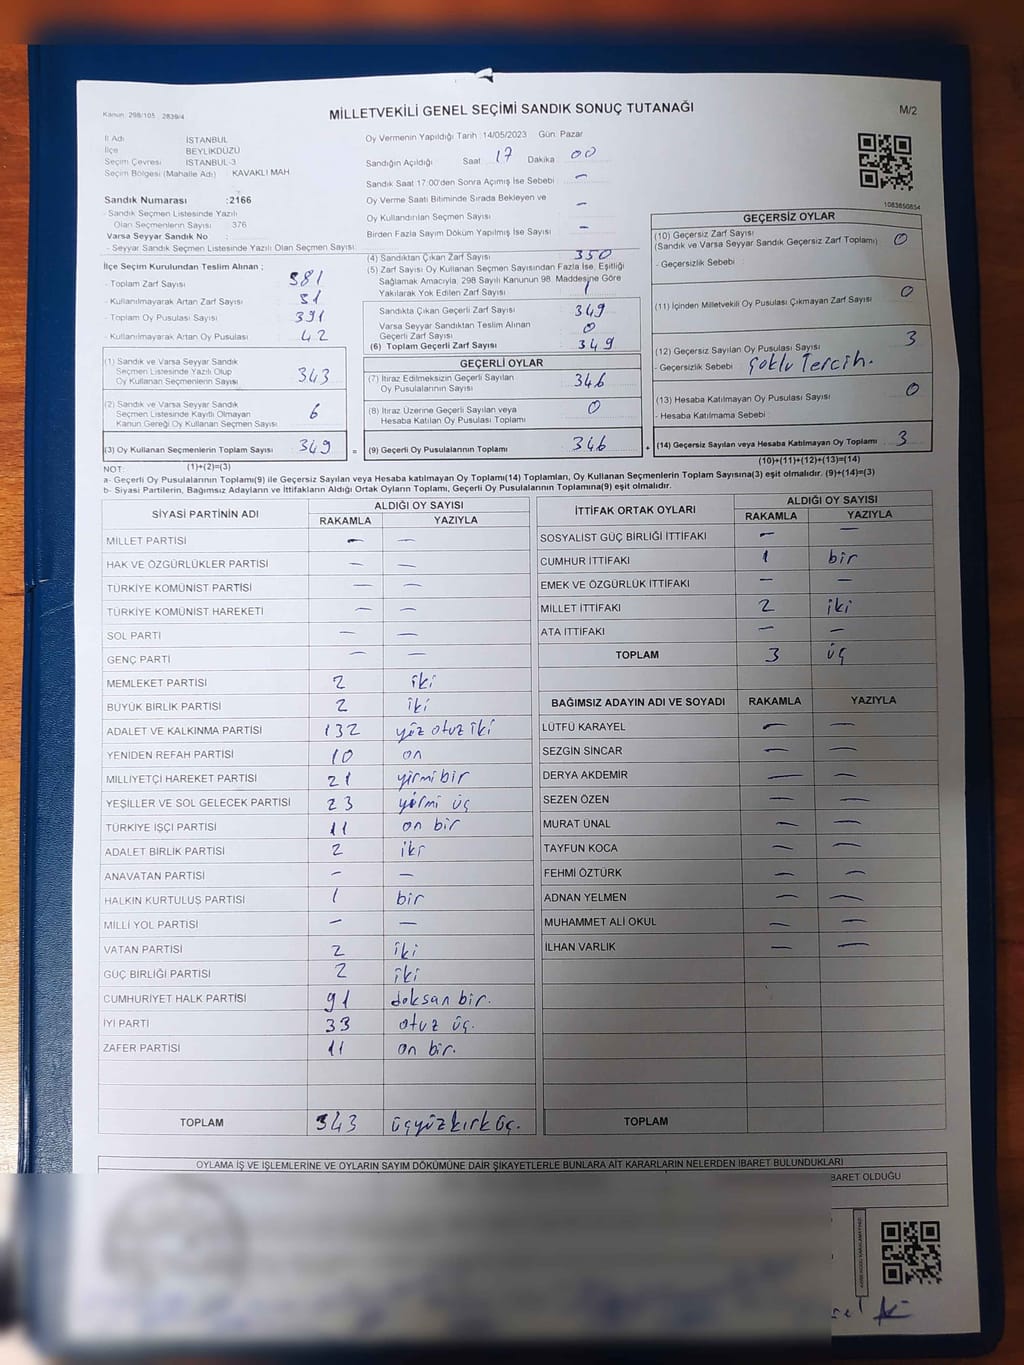 Kanun: 298/105 , 2839/4
MİLLETVEKİLİ GENEL SEÇİMİ SANDIK SONUÇ TUTANAĞI
M/2
İl Adı İSTANBUL
İlçe BEYLİKDÜZÜ
Seçim Çevresi İSTANBUL-3
Seçim Bölgesi (Mahalle Adı) : KAVAKLI MAH
Sandık Numarası :2166
- Sandık Seçmen Listesinde Yazılı
Olan Seçmenlerin Sayısı : 376
Varsa Seyyar Sandık No
- Seyyar Sandık Seçmen Listesinde Yazılı Olan Seçmen Sayısı:
Oy Vermenin Yapıldığı Tarih :14/05/2023 Gün: Pazar
Sandığın Açıldığı Saat 17 Dakika 00
Sandık Saat 17:00'den Sonra Açılmış İse Sebebi : —
Oy Verme Saati Bitiminde Sırada Bekleyen ve
Oy Kullandırılan Seçmen Sayısı : —
Birden Fazla Sayım Döküm Yapılmış İse Sayısı : —
1083850854
İlçe Seçim Kurulundan Teslim Alınan ;
- Toplam Zarf Sayısı : 381
- Kullanılmayarak Artan Zarf Sayısı : 31
- Toplam Oy Pusulası Sayısı : 391
- Kullanılmayarak Artan Oy Pusulası : 42
(4) Sandıktan Çıkan Zarf Sayısı : 350
(5) Zarf Sayısı Oy Kullanan Seçmen Sayısından Fazla İse, Eşitliği
Sağlamak Amacıyla; 298 Sayılı Kanunun 98. Maddesine Göre
Yakılarak Yok Edilen Zarf Sayısı : 1
Sandıkta Çıkan Geçerli Zarf Sayısı : 349
Varsa Seyyar Sandıktan Teslim Alınan
Geçerli Zarf Sayısı : 0
(6) Toplam Geçerli Zarf Sayısı : 349
GEÇERSİZ OYLAR
(10) Geçersiz Zarf Sayısı
(Sandık ve Varsa Seyyar Sandık Geçersiz Zarf Toplamı) 0
- Geçersizlik Sebebi :
(11) İçinden Milletvekili Oy Pusulası Çıkmayan Zarf Sayısı : 0
(12) Geçersiz Sayılan Oy Pusulası Sayısı : 3
- Geçersizlik Sebebi : Çoklu Tercih.
(13) Hesaba Katılmayan Oy Pusulası Sayısı : 0
- Hesaba Katılmama Sebebi :
(14) Geçersiz Sayılan veya Hesaba Katılmayan Oy Toplamı : 3
(10)+(11)+(12)+(13)=(14)
(1) Sandık ve Varsa Seyyar Sandık
Seçmen Listesinde Yazılı Olup
Oy Kullanan Seçmenlerin Sayısı : 343
(2) Sandık ve Varsa Seyyar Sandık
Seçmen Listesinde Kayıtlı Olmayan
Kanun Gereği Oy Kullanan Seçmen Sayısı : 6
(3) Oy Kullanan Seçmenlerin Toplam Sayısı : 349 =
(1)+(2)=(3)
GEÇERLİ OYLAR
(7) İtiraz Edilmeksizin Geçerli Sayılan
Oy Pusulalarının Sayısı : 346
(8) İtiraz Üzerine Geçerli Sayılan veya
Hesaba Katılan Oy Pusulası Toplamı : 0
(9) Geçerli Oy Pusulalarının Toplamı : 346 +
NOT:
a- Geçerli Oy Pusulalarının Toplamı(9) ile Geçersiz Sayılan veya Hesaba katılmayan Oy Toplamı(14) Toplamları, Oy Kullanan Seçmenlerin Toplam Sayısına(3) eşit olmalıdır. (9)+(14)=(3)
b- Siyasi Partilerin, Bağımsız Adayların ve İttifakların Aldığı Ortak Oyların Toplamı, Geçerli Oy Pusulalarının Toplamına(9) eşit olmalıdır.
SİYASİ PARTİNİN ADI ALDIĞI OY SAYISI
RAKAMLA YAZIYLA
MİLLET PARTİSİ — —
HAK VE ÖZGÜRLÜKLER PARTİSİ — —
TÜRKİYE KOMÜNİST PARTİSİ — —
TÜRKİYE KOMÜNİST HAREKETİ — —
SOL PARTİ — —
GENÇ PARTİ — —
MEMLEKET PARTİSİ 2 iki
BÜYÜK BİRLİK PARTİSİ 2 iki
ADALET VE KALKINMA PARTİSİ 132 yüz otuz iki
YENİDEN REFAH PARTİSİ 10 on
MİLLİYETÇİ HAREKET PARTİSİ 21 yirmi bir
YEŞİLLER VE SOL GELECEK PARTİSİ 23 yirmi üç
TÜRKİYE İŞÇİ PARTİSİ 11 on bir
ADALET BİRLİK PARTİSİ 2 iki
ANAVATAN PARTİSİ — —
HALKIN KURTULUŞ PARTİSİ 1 bir
MİLLİ YOL PARTİSİ — —
VATAN PARTİSİ 2 iki
GÜÇ BİRLİĞİ PARTİSİ 2 iki
CUMHURİYET HALK PARTİSİ 91 doksan bir.
İYİ PARTİ 33 otuz üç.
ZAFER PARTİSİ 11 on bir.
TOPLAM 343 üçyüzkırküç.
İTTİFAK ORTAK OYLARI ALDIĞI OY SAYISI
RAKAMLA YAZIYLA
SOSYALİST GÜÇ BİRLİĞİ İTTİFAKI — —
CUMHUR İTTİFAKI 1 bir
EMEK VE ÖZGÜRLÜK İTTİFAKI — —
MİLLET İTTİFAKI 2 iki
ATA İTTİFAKI — —
TOPLAM 3 üç
BAĞIMSIZ ADAYIN ADI VE SOYADI RAKAMLA YAZIYLA
LÜTFÜ KARAYEL — —
SEZGİN SİNCAR — —
DERYA AKDEMİR — —
SEZEN ÖZEN — —
MURAT ÜNAL — —
TAYFUN KOCA — —
FEHMİ ÖZTÜRK — —
ADNAN YELMEN — —
MUHAMMET ALİ OKUL — —
İLHAN VARLIK — —
TOPLAM
OYLAMA İŞ VE İŞLEMLERİNE VE OYLARIN SAYIM DÖKÜMÜNE DAİR ŞİKAYETLERLE BUNLARA AİT KARARLARIN NELERDEN İBARET BULUNDUKLARI
BARET OLDUĞU